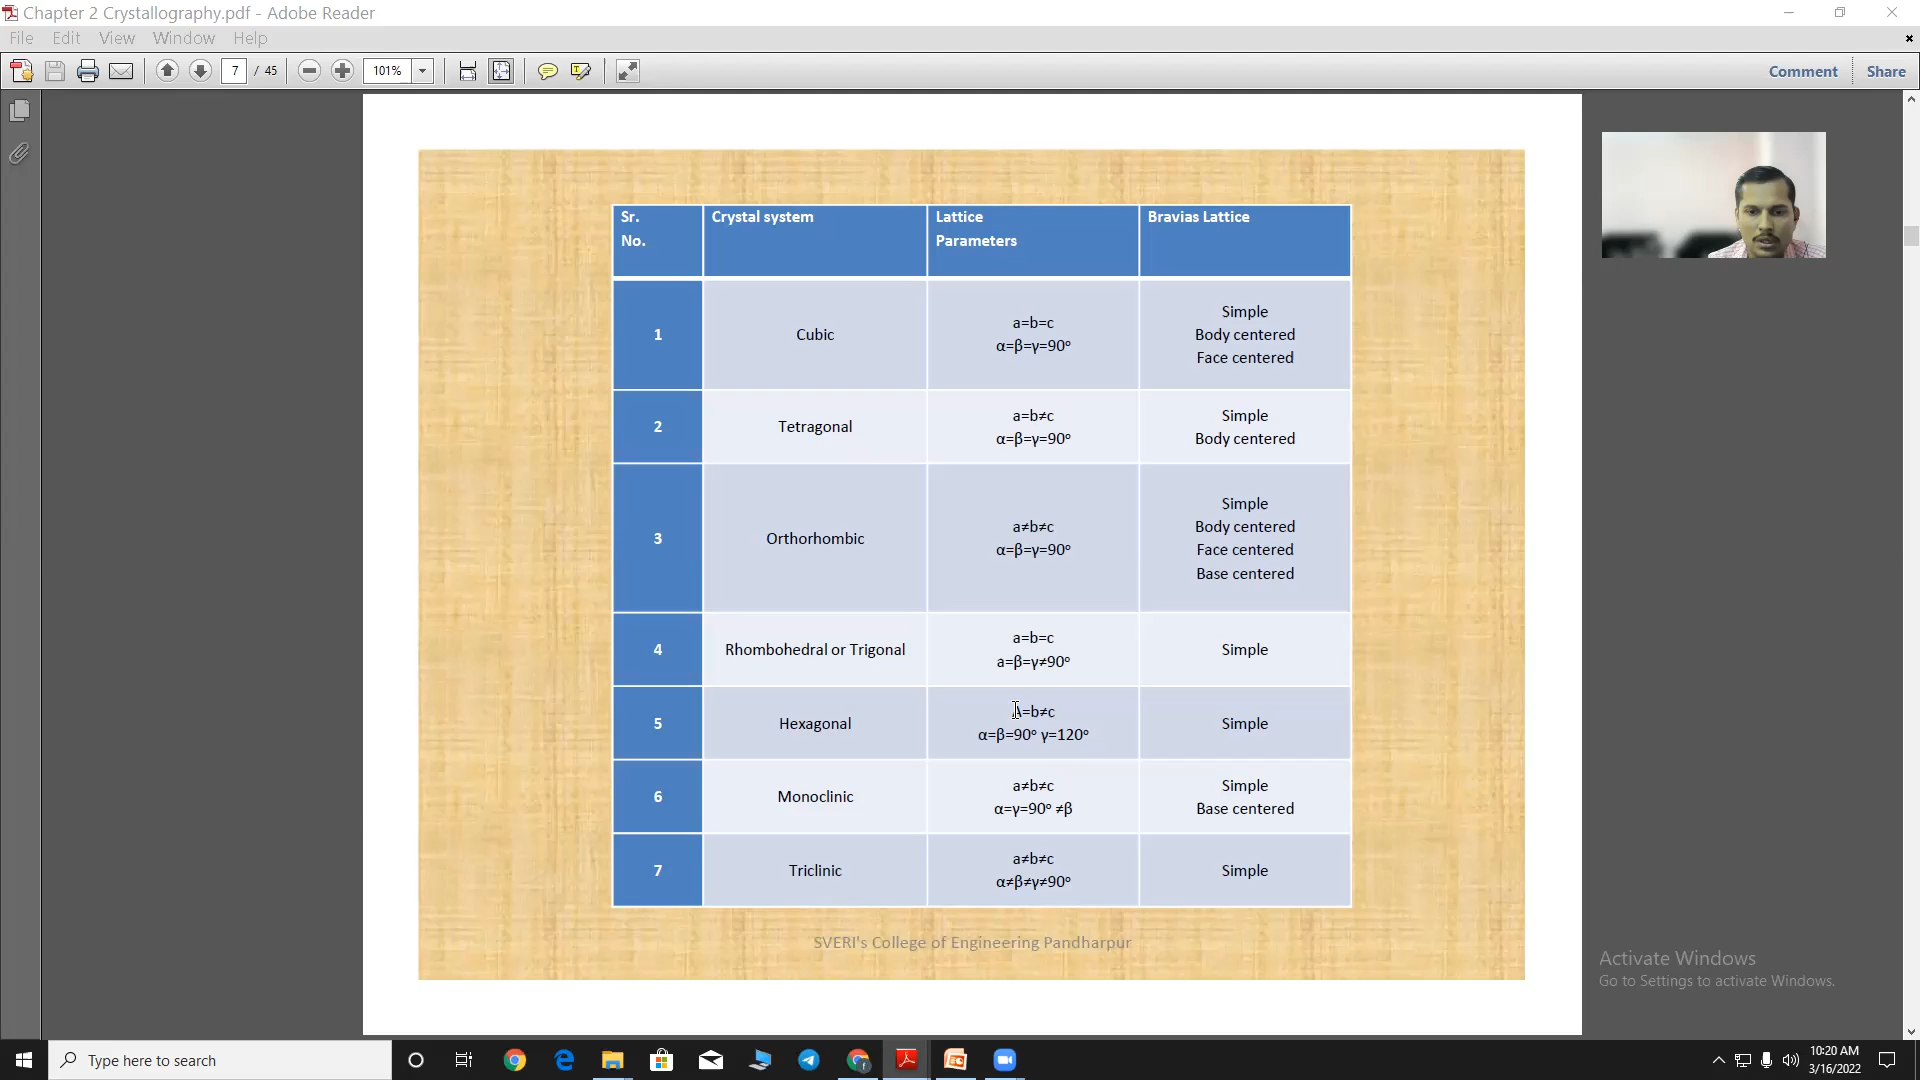 Chapter 2 Crystallography.pdf - Adobe Reader
File Edit View Window Help
7 / 45 101% Comment Share
Sr. No. Crystal system Lattice Parameters Bravias Lattice
1 Cubic
a=b=c
α=β=γ=90°
Simple
Body centered
Face centered
2 Tetragonal
a=b≠c
α=β=γ=90°
Simple
Body centered
3 Orthorhombic
a≠b≠c
α=β=γ=90°
Simple
Body centered
Face centered
Base centered
4 Rhombohedral or Trigonal
a=b=c
a=β=γ≠90°
Simple
5 Hexagonal
A=b≠c
α=β=90° γ=120°
Simple
6 Monoclinic
a≠b≠c
α=γ=90° ≠β
Simple
Base centered
7 Triclinic
a≠b≠c
α≠β≠γ≠90°
Simple
SVERI's College of Engineering Pandharpur
Activate Windows
Go to Settings to activate Windows.
Type here to search
10:20 AM
3/16/2022